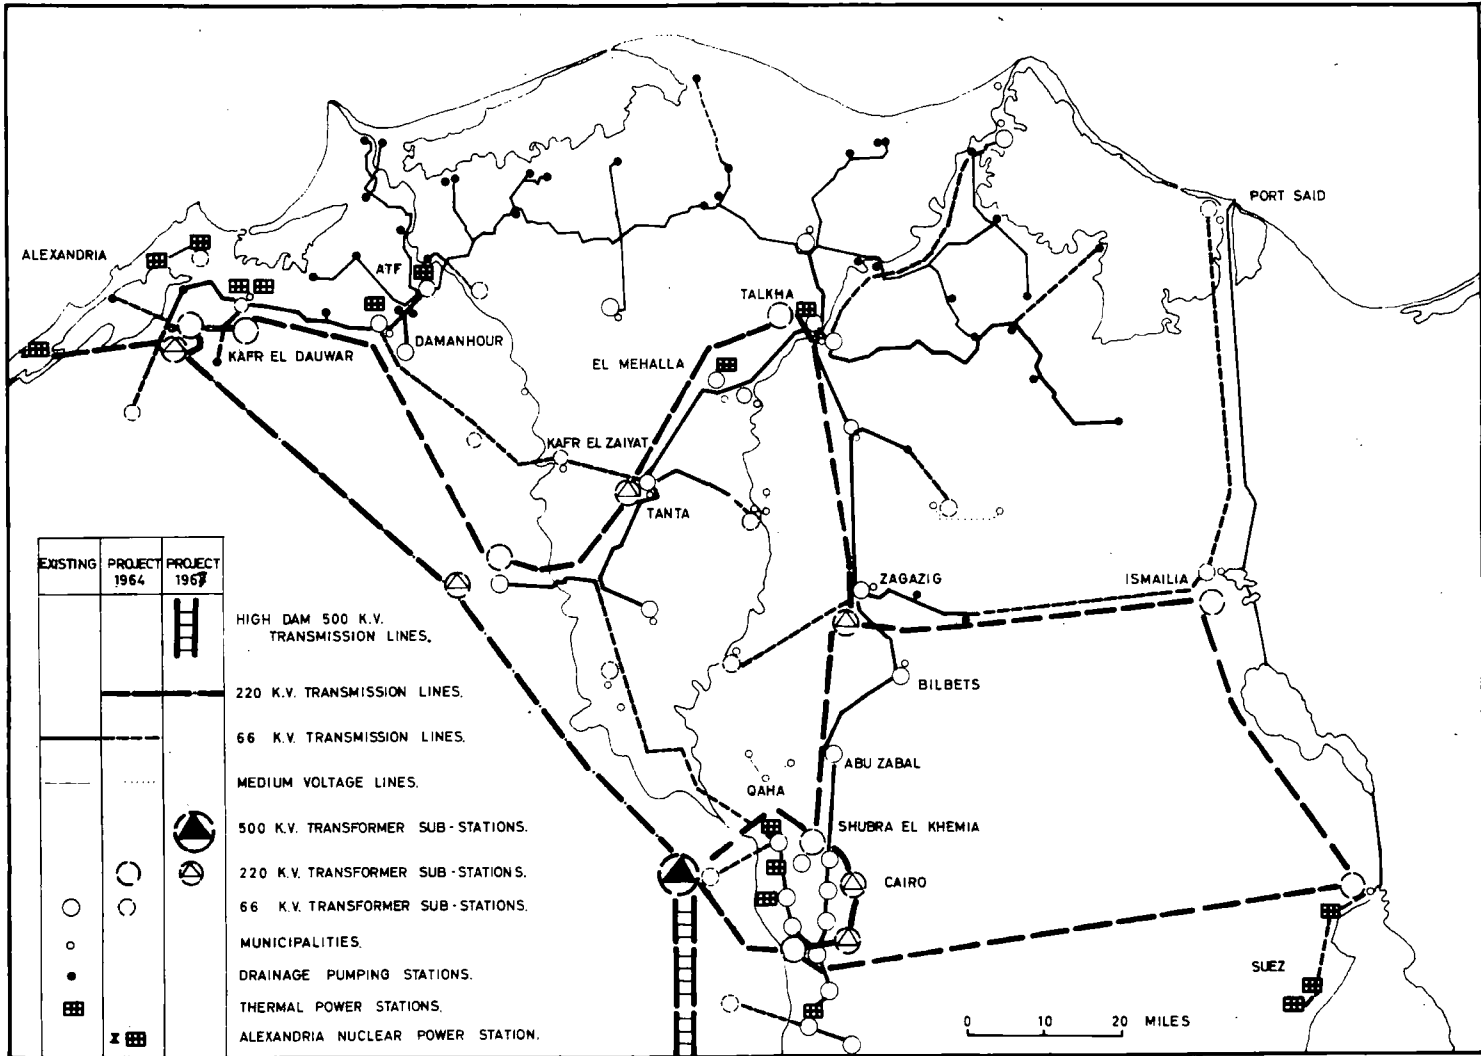 PORT SAID
ALEXANDRIA
ATF
TALKHA
DAMANHOUR
KAFR EL DAUWAR
EL MEHALLA
KAFR EL ZAIYAT
TANTA
ZAGAZIG
ISMAILIA
BILBETS
ABU ZABAL
QAHA
SHUBRA EL KHEMIA
CAIRO
SUEZ
0 10 20 MILES
EXISTING PROJECT 1964 PROJECT
HIGH DAM 500 K.V.
TRANSMISSION LINES.
220 K.V. TRANSMISSION LINES.
66 K.V. TRANSMISSION LINES.
MEDIUM VOLTAGE LINES.
500 K.V. TRANSFORMER SUB-STATIONS.
220 K.V. TRANSFORMER SUB-STATIONS.
66 K.V. TRANSFORMER SUB-STATIONS.
MUNICIPALITIES.
DRAINAGE PUMPING STATIONS.
THERMAL POWER STATIONS.
X ALEXANDRIA NUCLEAR POWER STATION.